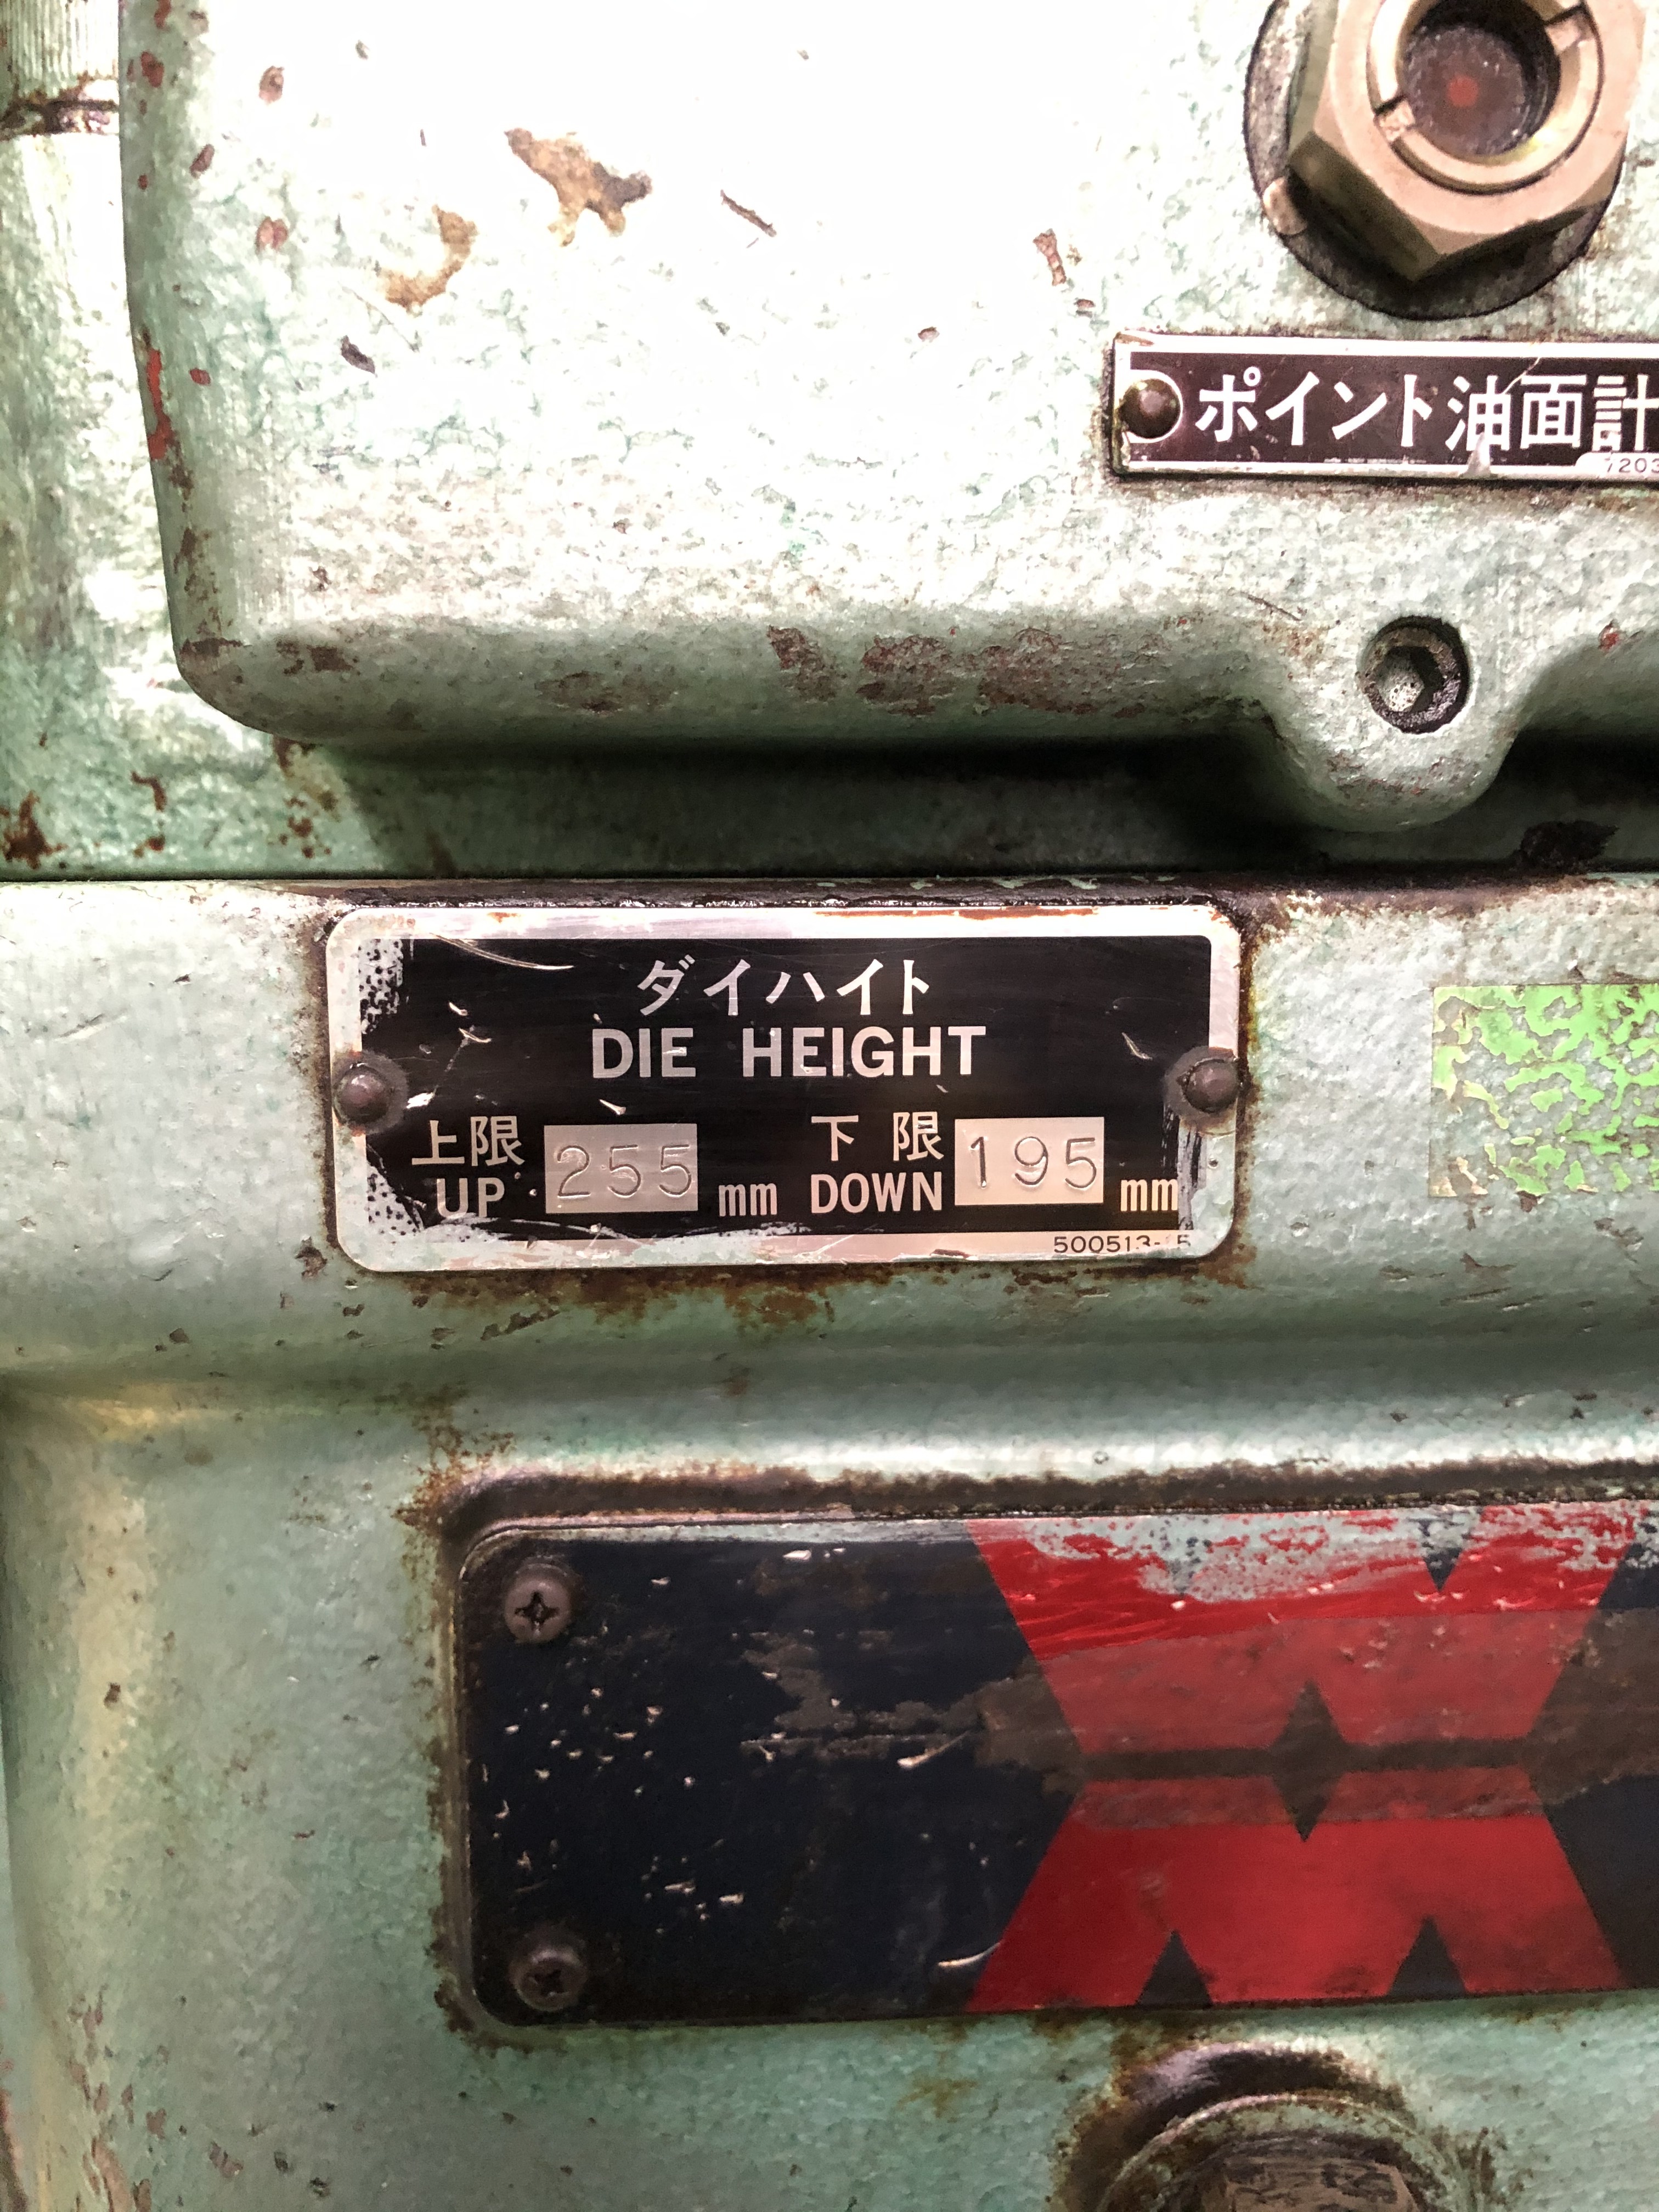 ポイント油面計
ダイハイト
DIE HEIGHT
上限 255 mm 下限 195 mm
UP DOWN